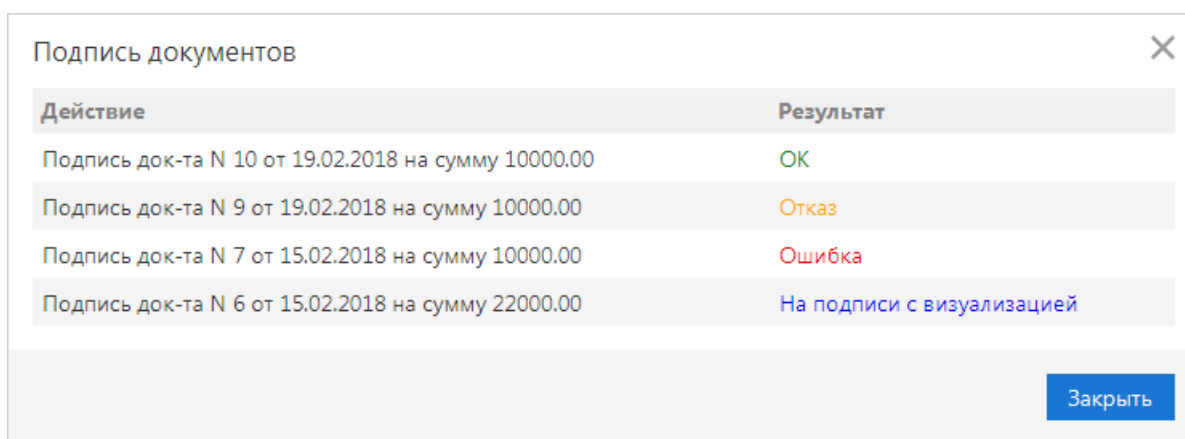 Подпись документов
Действие Результат
Подпись док-та N 10 от 19.02.2018 на сумму 10000.00 ОК
Подпись док-та N 9 от 19.02.2018 на сумму 10000.00 Отказ
Подпись док-та N 7 от 15.02.2018 на сумму 10000.00 Ошибка
Подпись док-та N 6 от 15.02.2018 на сумму 22000.00 На подписи с визуализацией
Закрыть